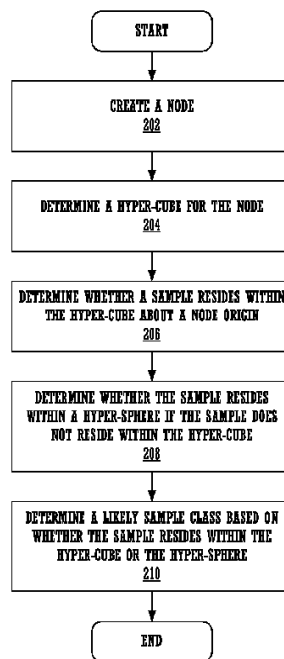 START
CREATE A NODE
202
DETERMINE A HYPER-CUBE FOR THE NODE
204
DETERMINE WHETHER A SAMPLE RESIDES WITHIN
THE HYPER-CUBE ABOUT A NODE ORIGIN
206
DETERMINE WHETHER THE SAMPLE RESIDES
WITHIN A HYPER-SPHERE IF THE SAMPLE DOES
NOT RESIDE WITHIN THE HYPER-CUBE
208
DETERMINE A LIKELY SAMPLE CLASS BASED ON
WHETHER THE SAMPLE RESIDES WITHIN THE
HYPER-CUBE OR THE HYPER-SPHERE
210
END